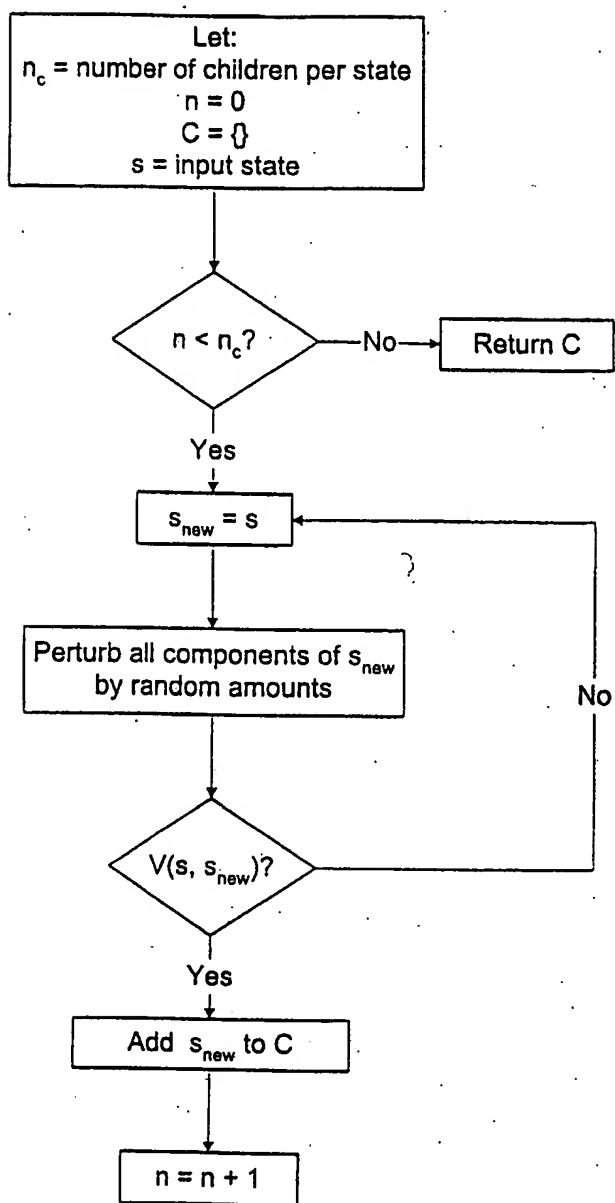 Let:
n_c = number of children per state
n = 0
C = {}
s = input state
n < n_c?
No
Return C
Yes
s_new = s
?
Perturb all components of s_new
by random amounts
No
V(s, s_new)?
Yes
Add s_new to C
n = n + 1